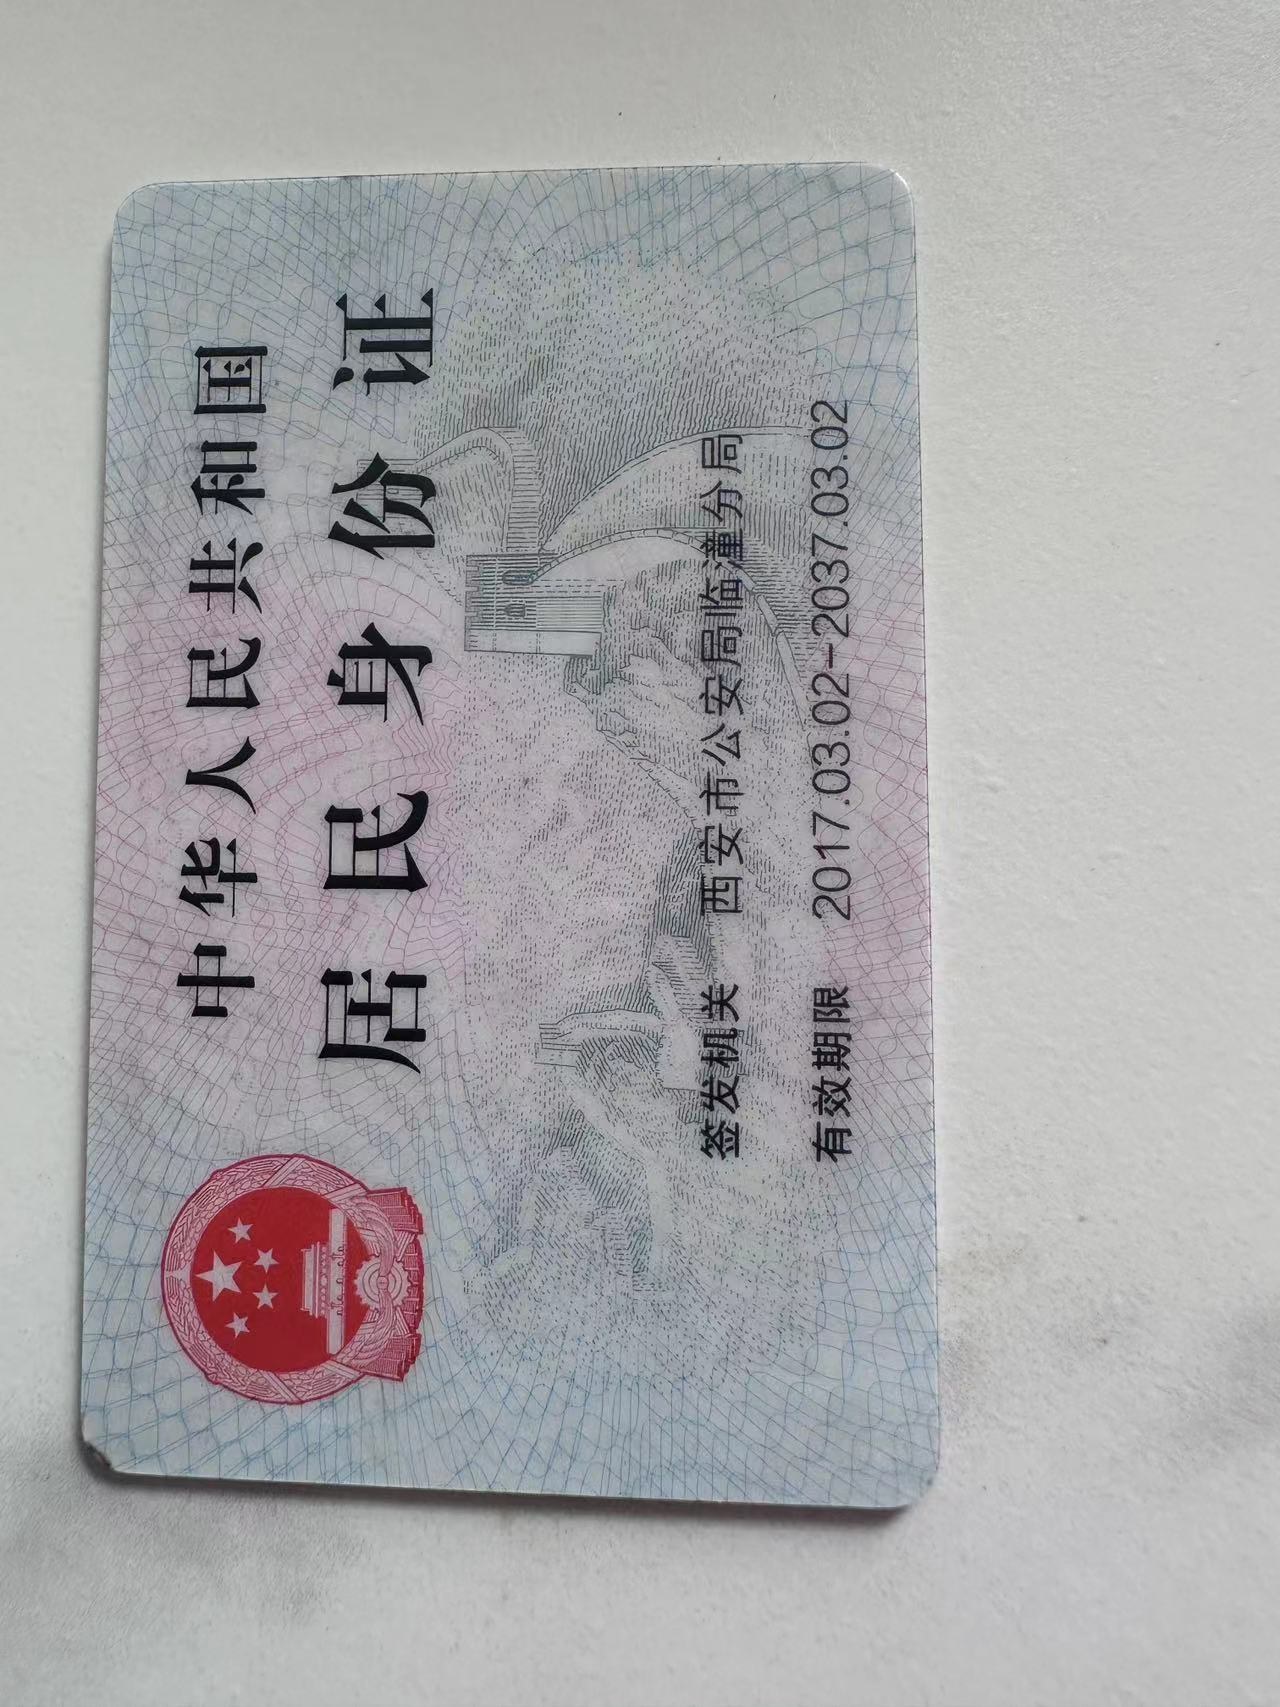 中华人民共和国
居民身份证
签发机关 西安市公安局临潼分局
有效期限 2017.03.02-2037.03.02